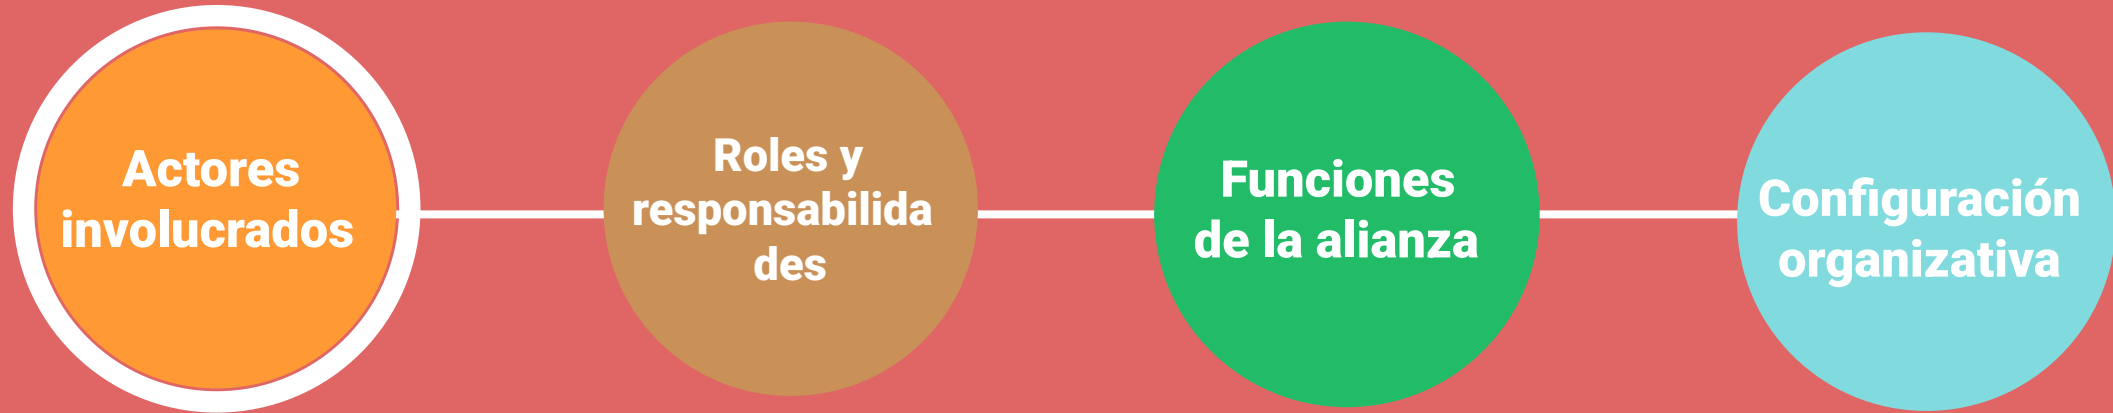 Actores
involucrados
Roles y
responsabilida
des
Funciones
de la alianza
Configuración
organizativa